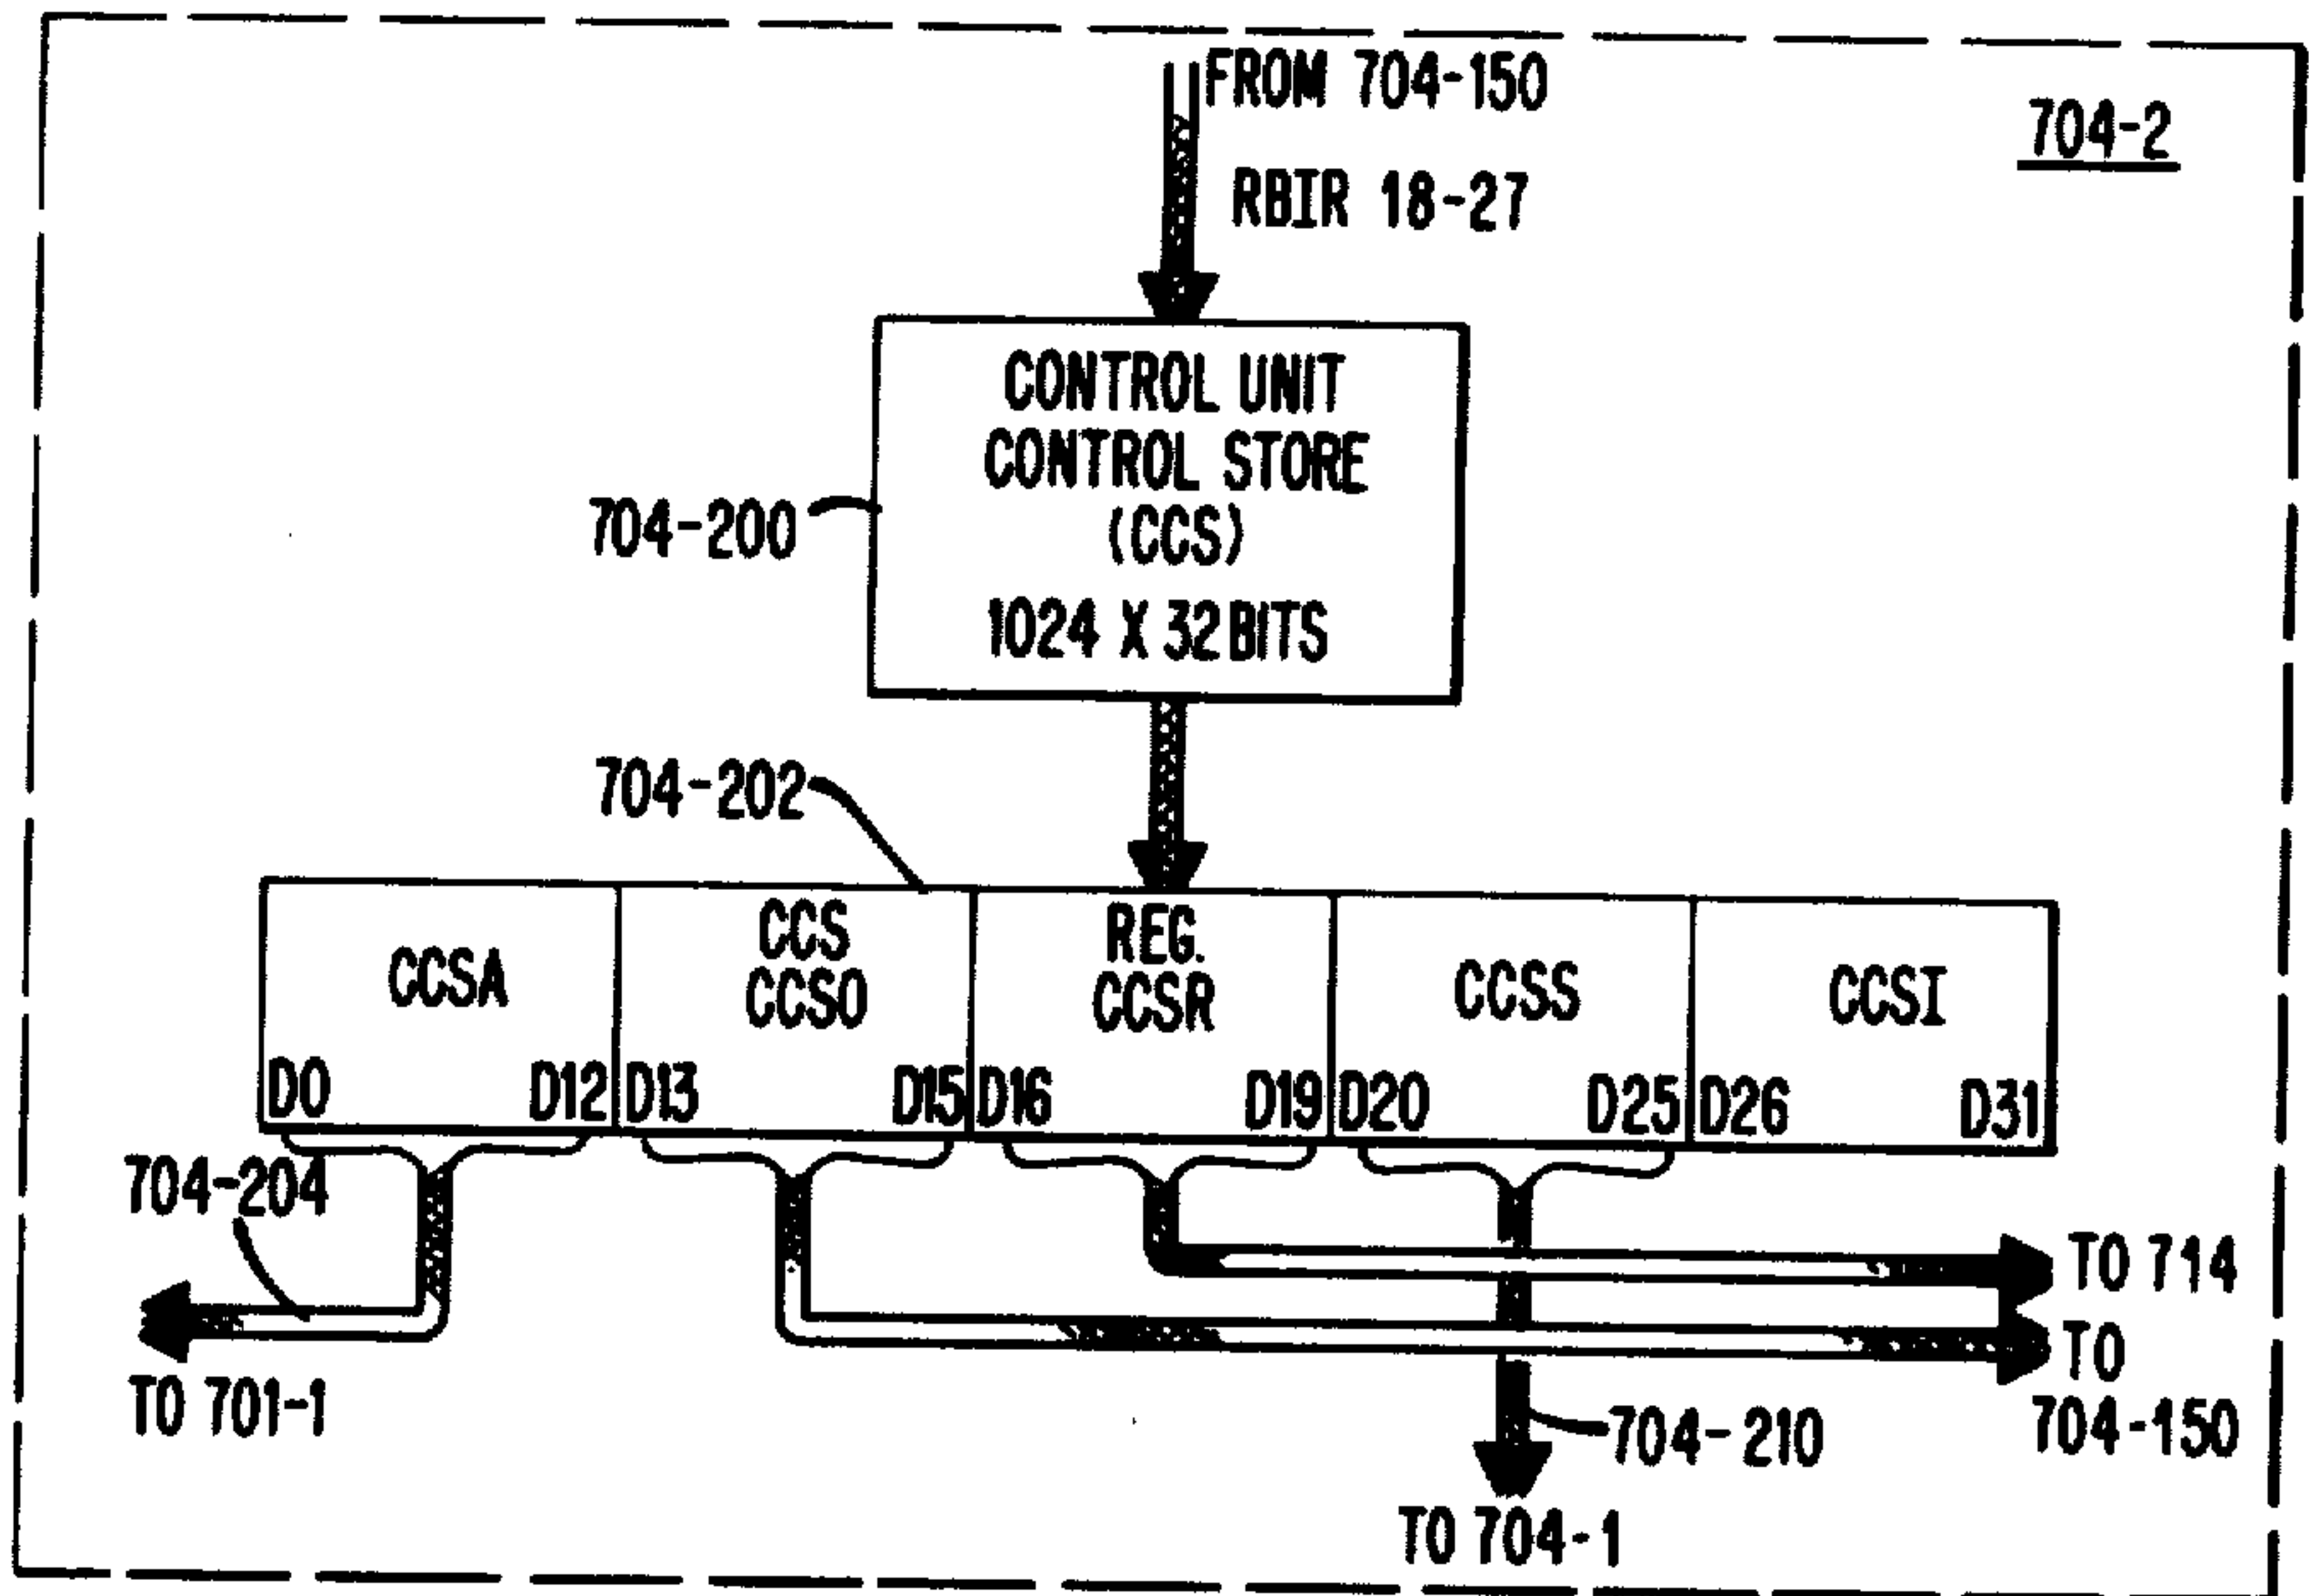 FROM 704-150
704-2
RBIR 18-27
CONTROL UNIT
CONTROL STORE
(CCS)
704-200
1024 X 32 BITS
704-202
CCSA
CCS
CCSO
REG.
CCSR
CCSS
CCSI
D0 D12 D13 D15 D16 D19 D20 D25 D26 D31
704-204
TO 714
TO 701-1
TO
704-150
704-210
TO 704-1